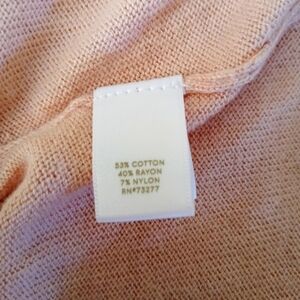 53% COTTON
40% RAYON
7% NYLON
RN#73277